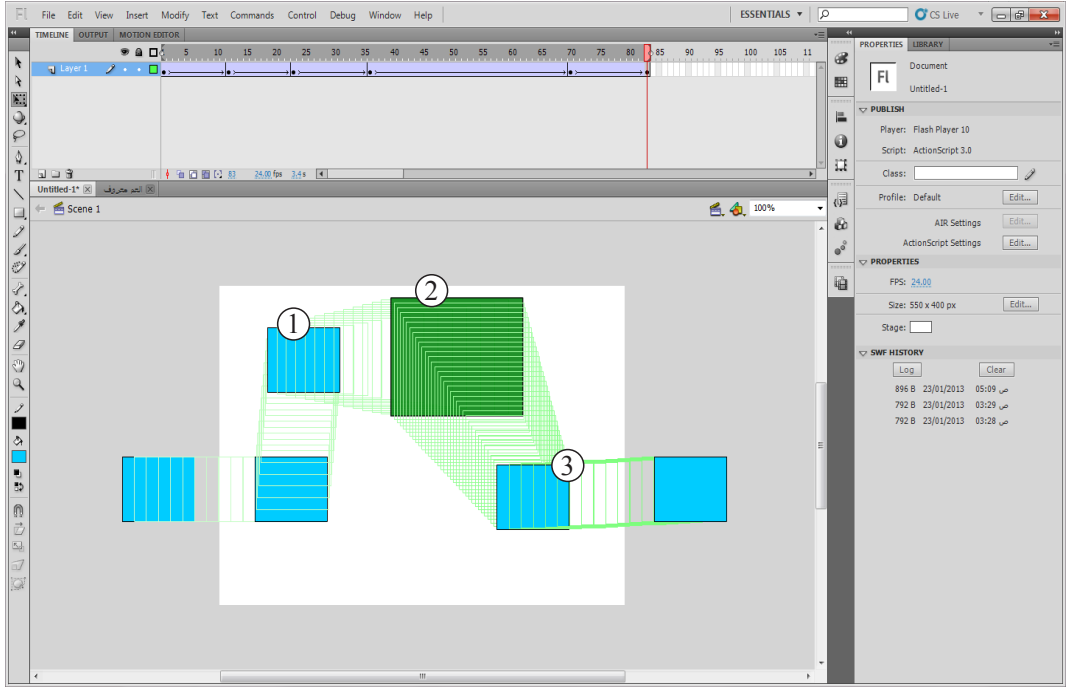 Fl File Edit View Insert Modify Text Commands Control Debug Window Help ESSENTIALS CS Live
TIMELINE OUTPUT MOTION EDITOR
5 10 15 20 25 30 35 40 45 50 55 60 65 70 75 80 85 90 95 100 105 11
Layer 1
83 24.00 fps 3.4s
Untitled-1*
Scene 1 100%
1
2
3
PROPERTIES LIBRARY
Fl
Document
Untitled-1
PUBLISH
Player: Flash Player 10
Script: ActionScript 3.0
Class:
Profile: Default Edit...
AIR Settings Edit...
ActionScript Settings Edit...
PROPERTIES
FPS: 24.00
Size: 550 x 400 px Edit...
Stage:
SWF HISTORY
Log Clear
896 B 23/01/2013 05:09 ص
792 B 23/01/2013 03:29 ص
792 B 23/01/2013 03:28 ص